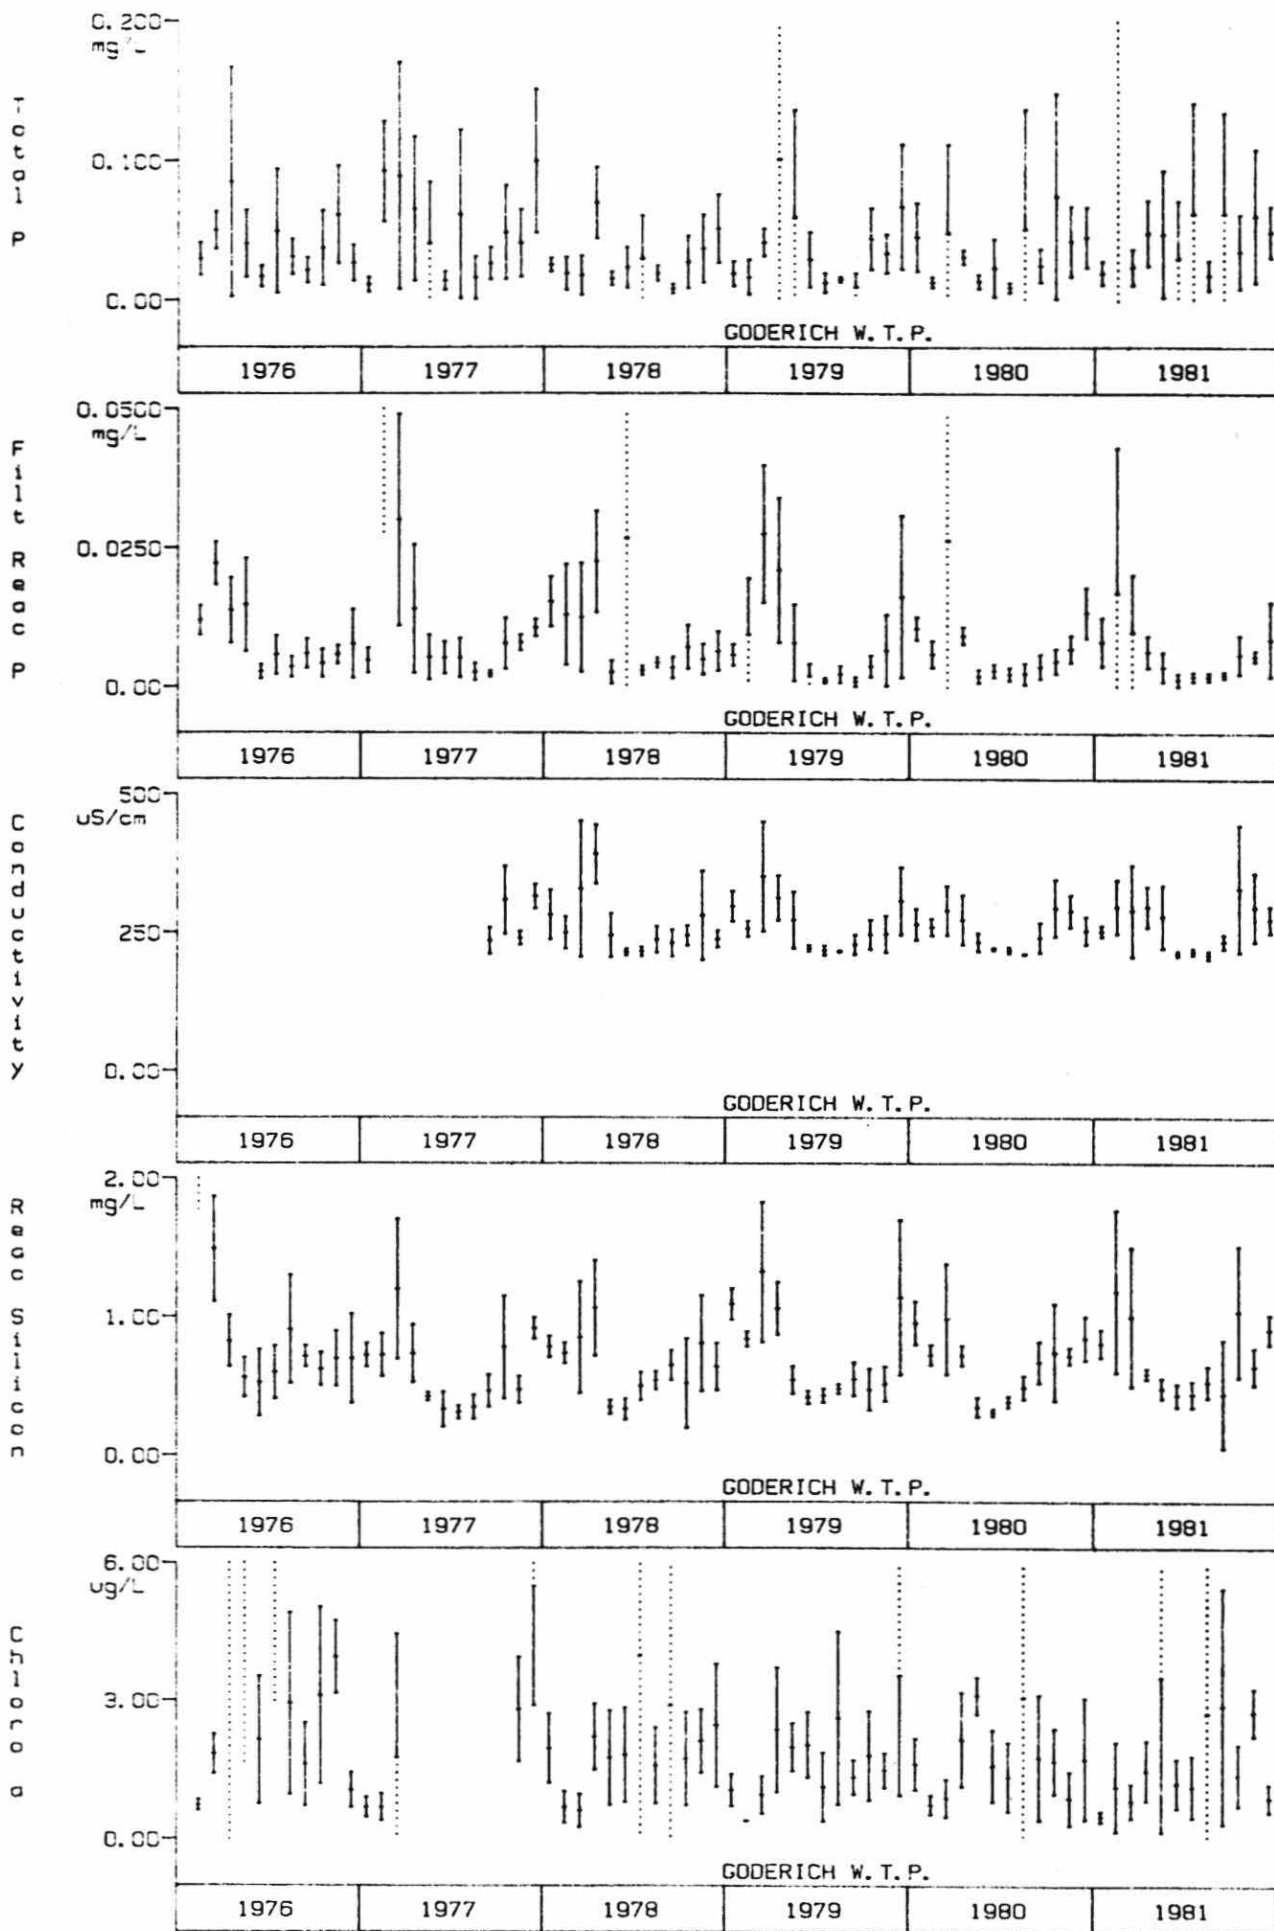 Total P
0.200
mg/L
0.100
0.00
GODERICH W. T. P.
1976 1977 1978 1979 1980 1981
Filt Reac P
0.0500
mg/L
0.0250
0.00
GODERICH W. T. P.
1976 1977 1978 1979 1980 1981
Conductivity
500
uS/cm
250
0.00
GODERICH W. T. P.
1976 1977 1978 1979 1980 1981
Reac Silicon
2.00
mg/L
1.00
0.00
GODERICH W. T. P.
1976 1977 1978 1979 1980 1981
Chloro a
6.00
ug/L
3.00
0.00
GODERICH W. T. P.
1976 1977 1978 1979 1980 1981